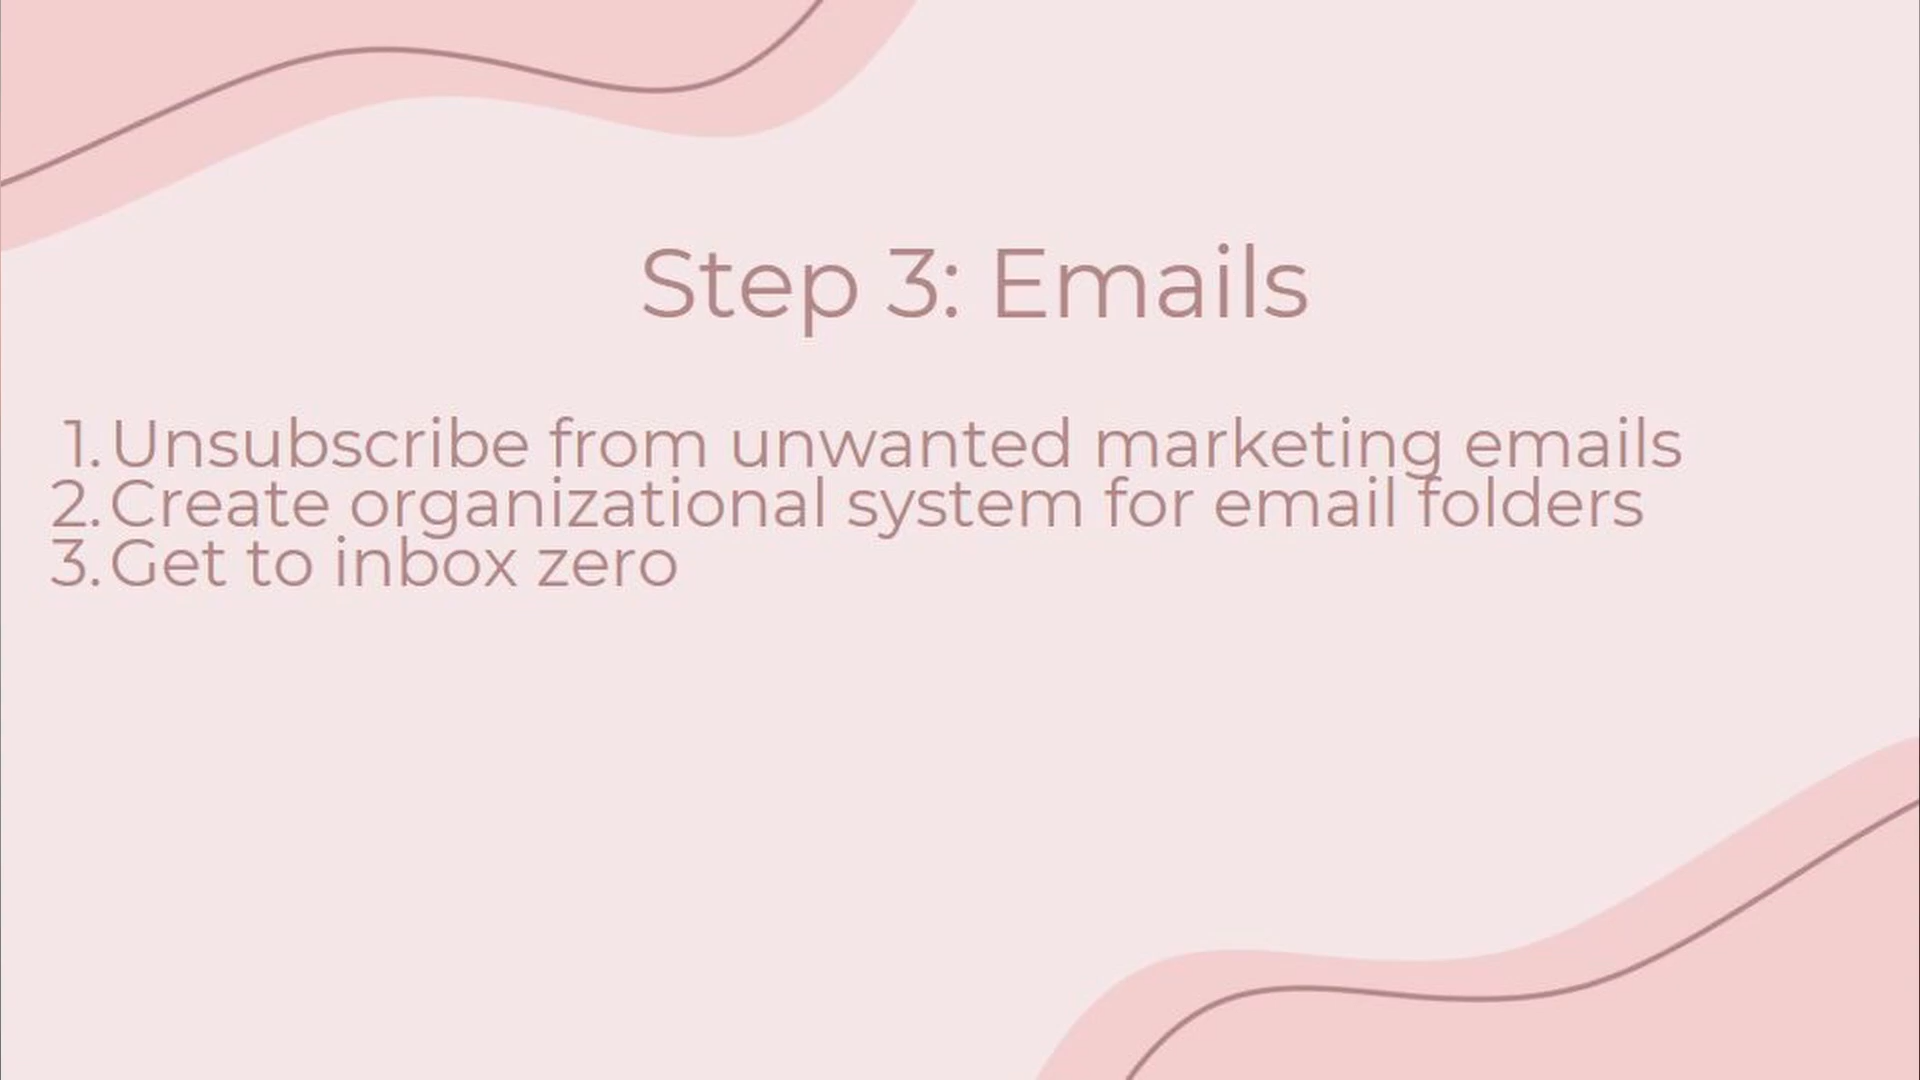 Step 3: Emails
1. Unsubscribe from unwanted marketing emails
2. Create organizational system for email folders
3. Get to inbox zero